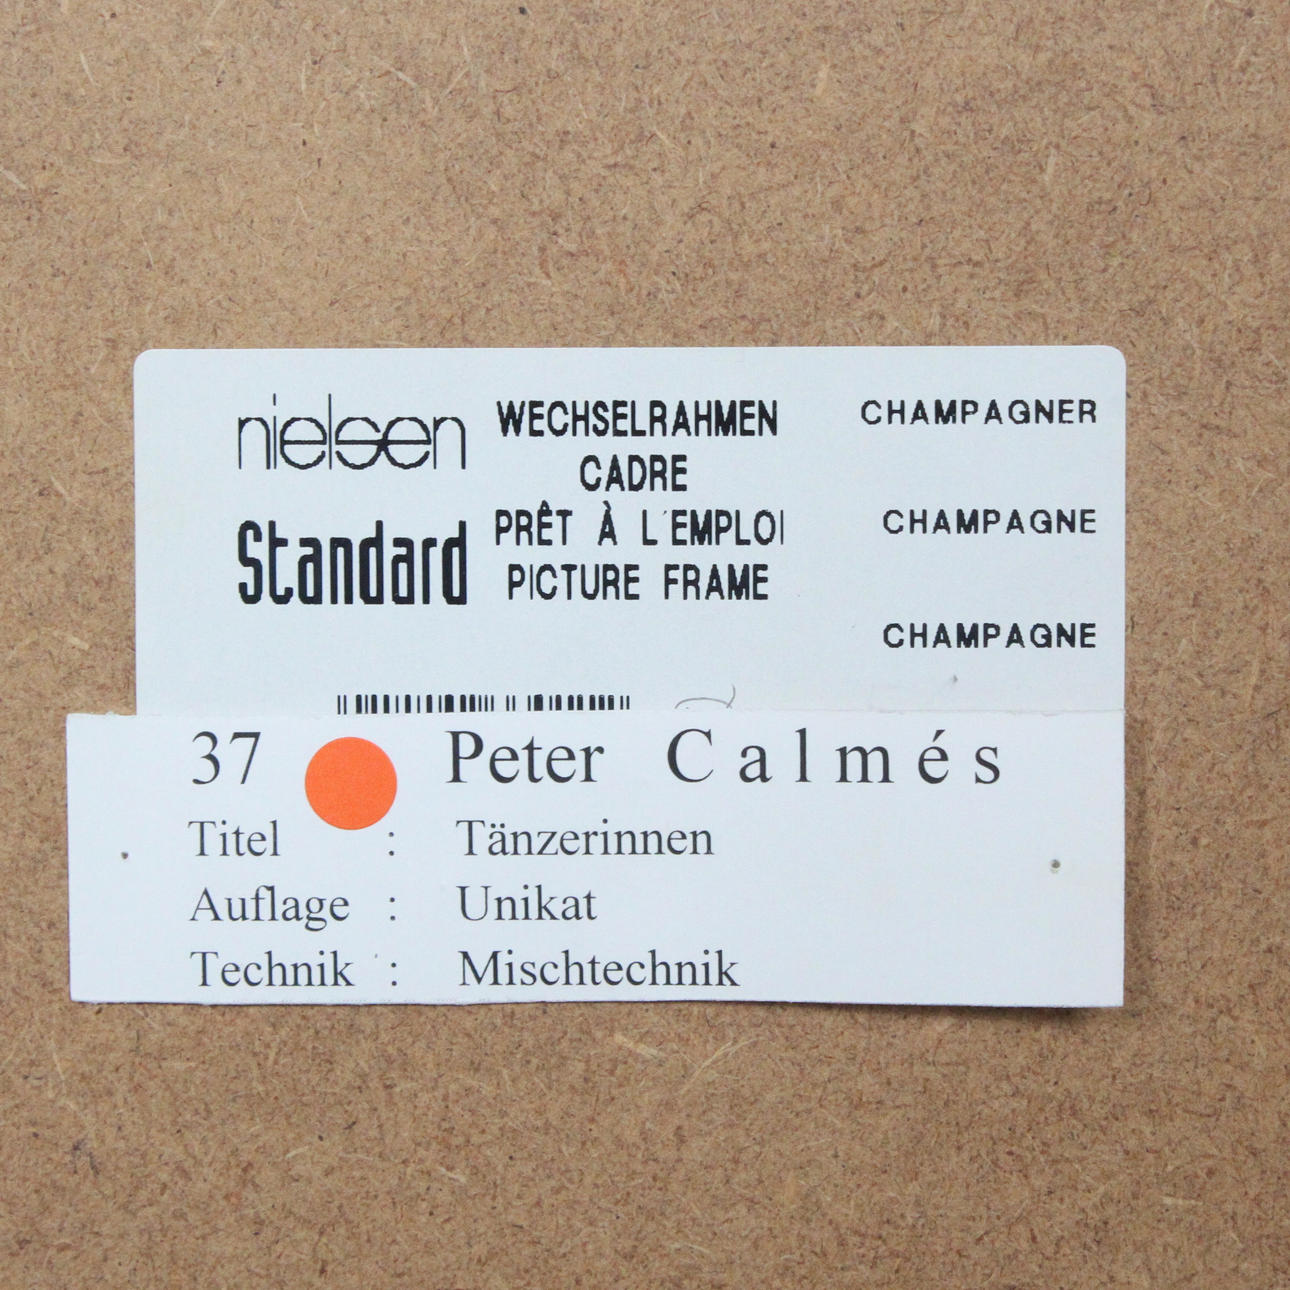 nielsen
Standard
WECHSELRAHMEN
CADRE
PRÊT À L'EMPLOI
PICTURE FRAME
CHAMPAGNER
CHAMPAGNE
CHAMPAGNE
37 Peter Calmés
Titel : Tänzerinnen
Auflage : Unikat
Technik : Mischtechnik